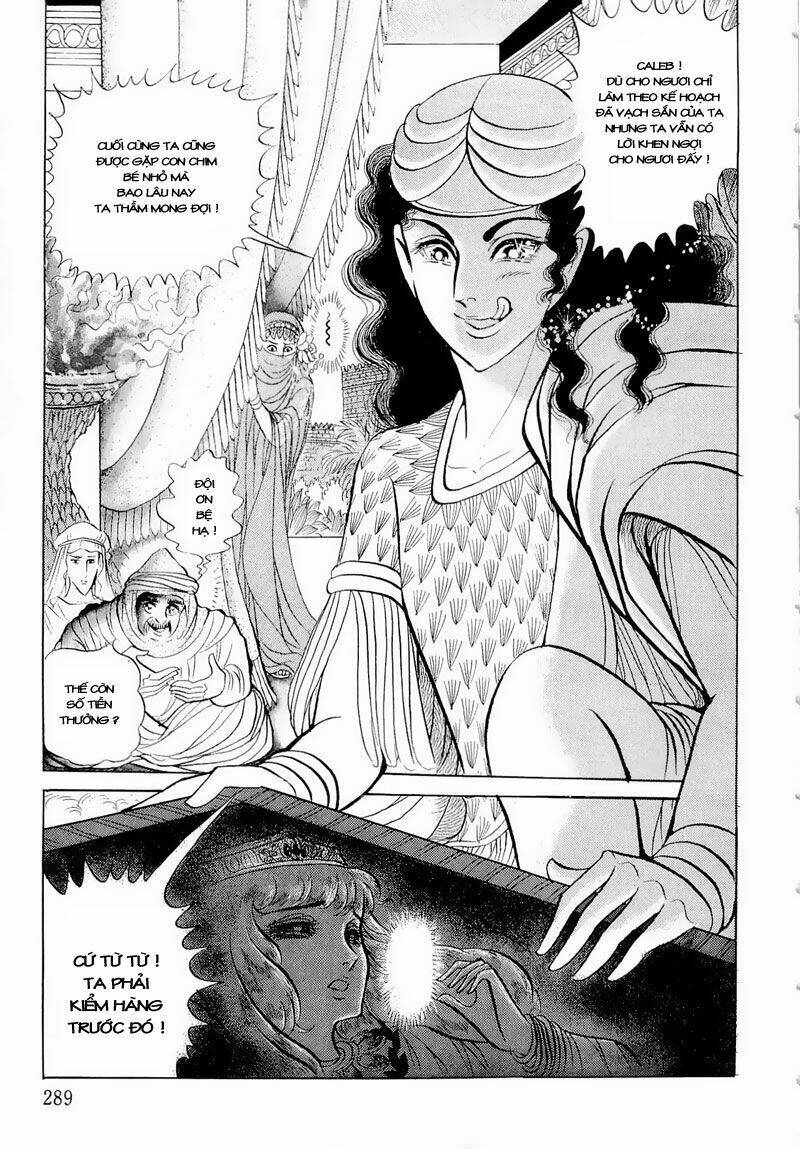 CALEB !
DÙ CHO NGƯƠI CHỈ
LÀM THEO KẾ HOẠCH
ĐÃ VẠCH SẴN CỦA TA
NHƯNG TA VẪN CÓ
LỜI KHEN NGỢI
CHO NGƯƠI ĐẤY !
CUỐI CÙNG TA CŨNG
ĐƯỢC GẶP CON CHIM
BÉ NHỎ MÀ
BAO LÂU NAY
TA THẦM MONG ĐỢI !
ĐỘI
ƠN
BỆ
HẠ !
THẾ CÒN
SỐ TIỀN
THƯỞNG ?
CỨ TỪ TỪ !
TA PHẢI
KIỂM HÀNG
TRƯỚC ĐÓ !
289